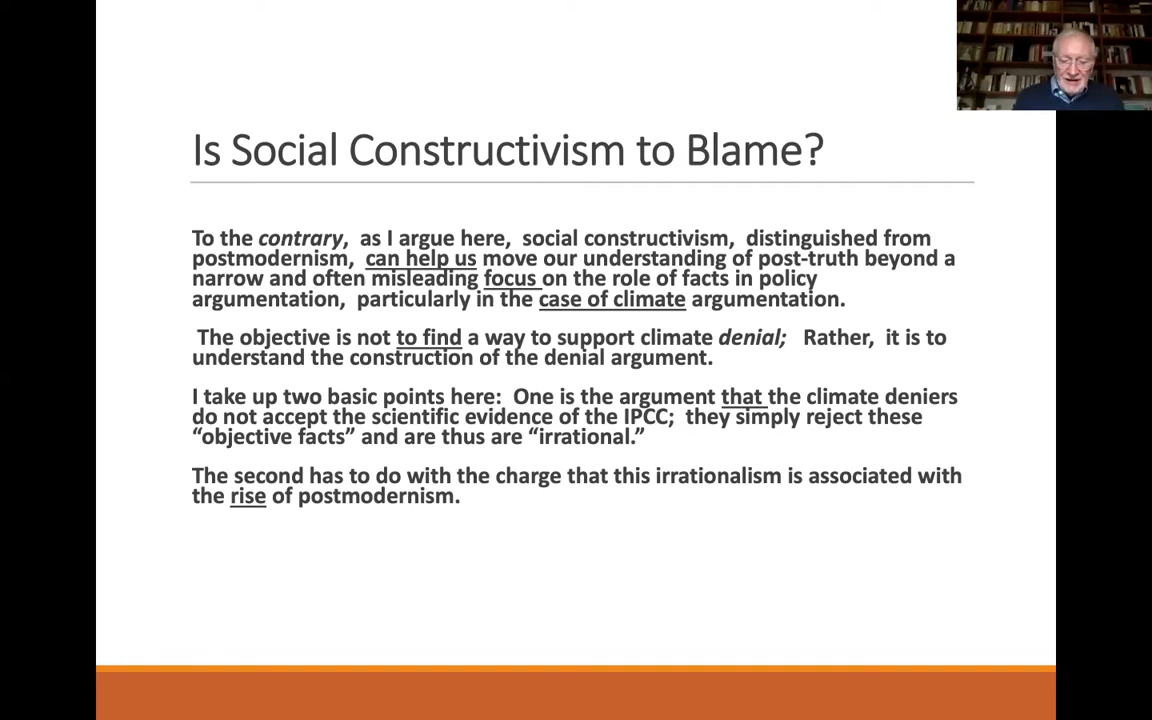 Is Social Constructivism to Blame?
To the contrary, as I argue here, social constructivism, distinguished from
postmodernism, can help us move our understanding of post-truth beyond a
narrow and often misleading focus on the role of facts in policy
argumentation, particularly in the case of climate argumentation.
The objective is not to find a way to support climate denial; Rather, it is to
understand the construction of the denial argument.
I take up two basic points here: One is the argument that the climate deniers
do not accept the scientific evidence of the IPCC; they simply reject these
“objective facts” and are thus are “irrational.”
The second has to do with the charge that this irrationalism is associated with
the rise of postmodernism.